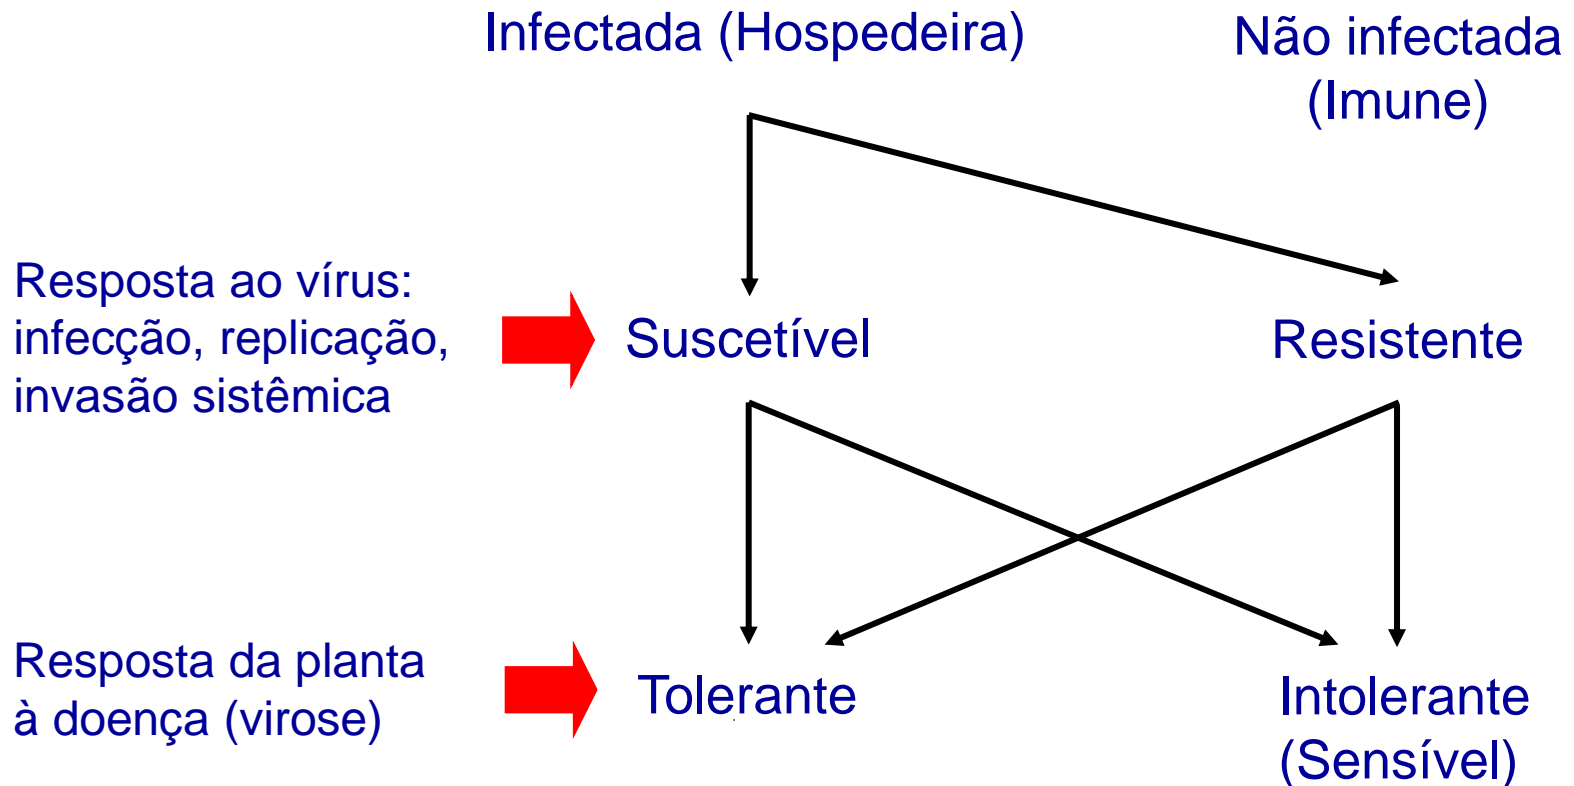 Infectada (Hospedeira)
Não infectada
(Imune)
Resposta ao vírus:
infecção, replicação,
invasão sistêmica
Suscetível
Resistente
Resposta da planta
à doença (virose)
Tolerante
Intolerante
(Sensível)